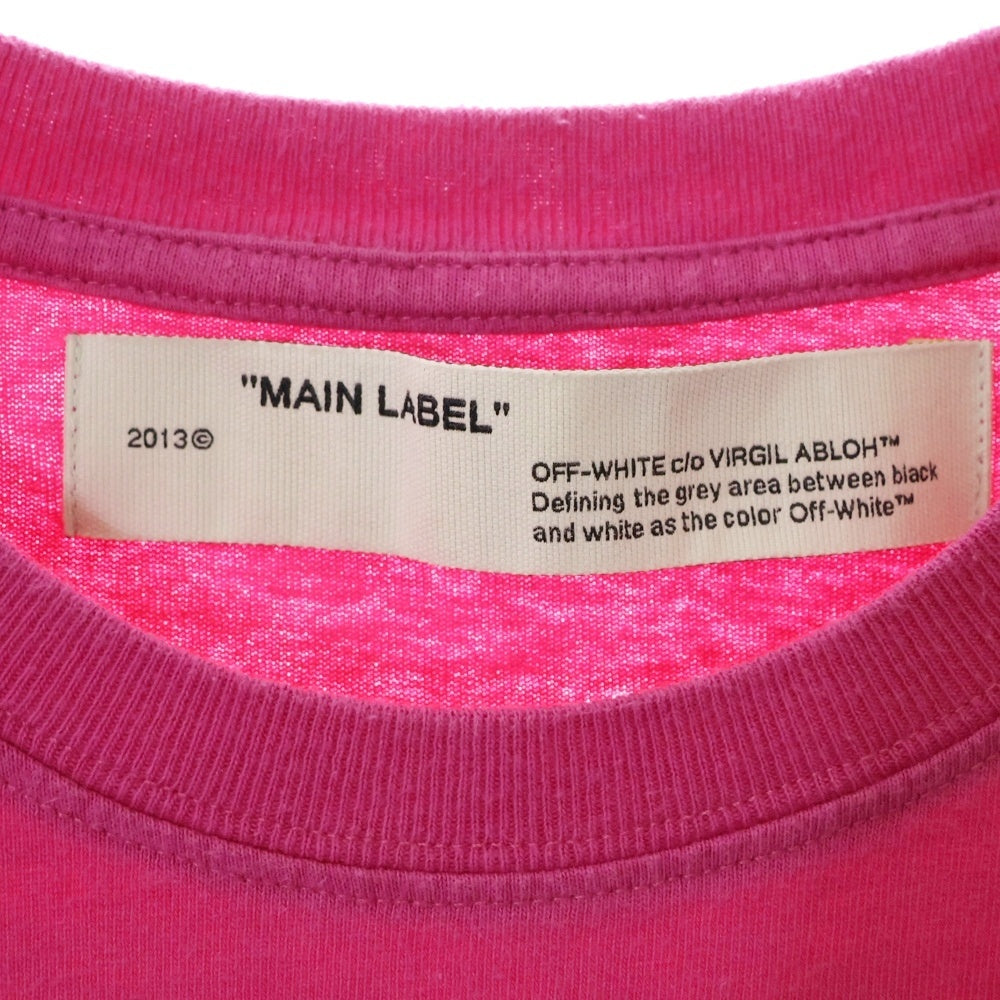 "MAIN LABEL"
2013©
OFF-WHITE c/o VIRGIL ABLOH™
Defining the grey area between black
and white as the color Off-White™